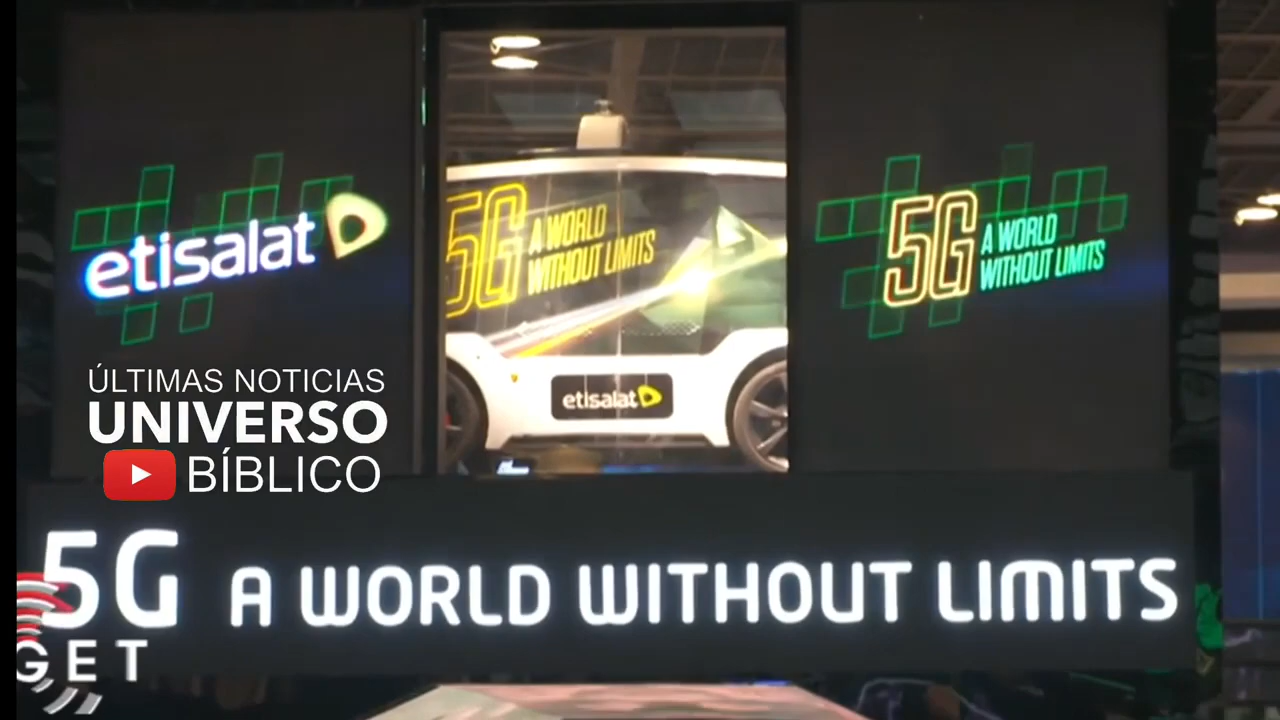 etisalat
5G A WORLD
WITHOUT LIMITS
etisalat
5G A WORLD
WITHOUT LIMITS
ÚLTIMAS NOTICIAS
UNIVERSO
BÍBLICO
5G A WORLD WITHOUT LIMITS
GET